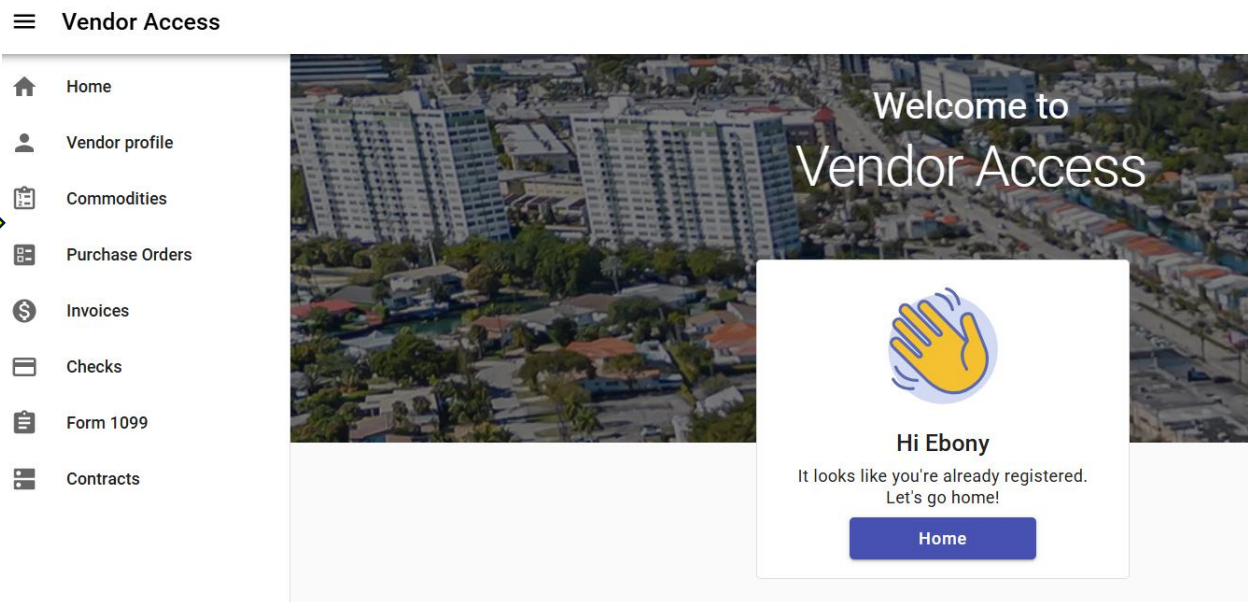 Vendor Access
Home
Vendor profile
Commodities
Purchase Orders
Invoices
Checks
Form 1099
Contracts
Welcome to
Vendor Access
Hi Ebony
It looks like you're already registered.
Let's go home!
Home